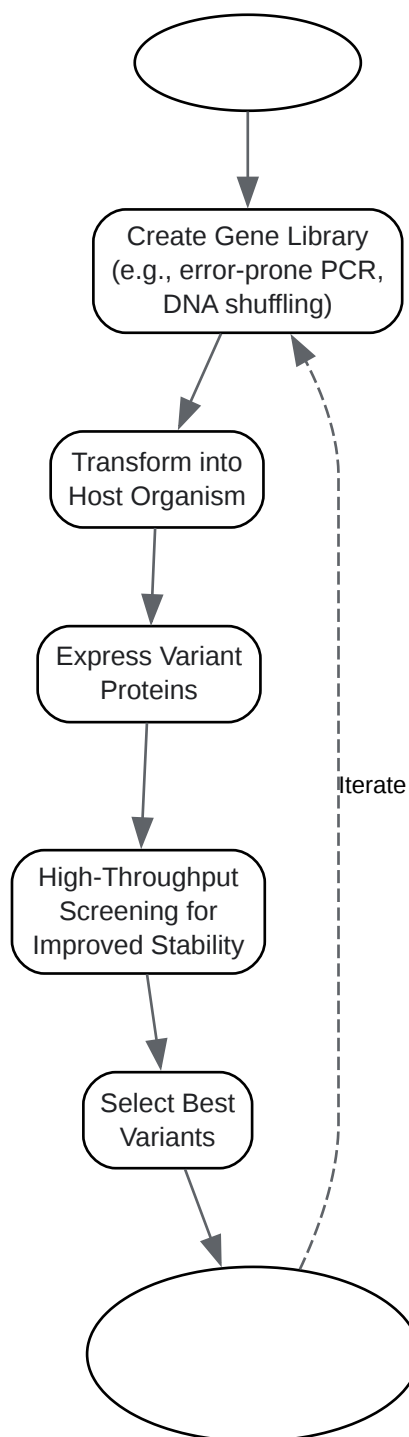 Create Gene Library
(e.g., error-prone PCR,
DNA shuffling)
Transform into
Host Organism
Express Variant
Proteins
Iterate
High-Throughput
Screening for
Improved Stability
Select Best
Variants